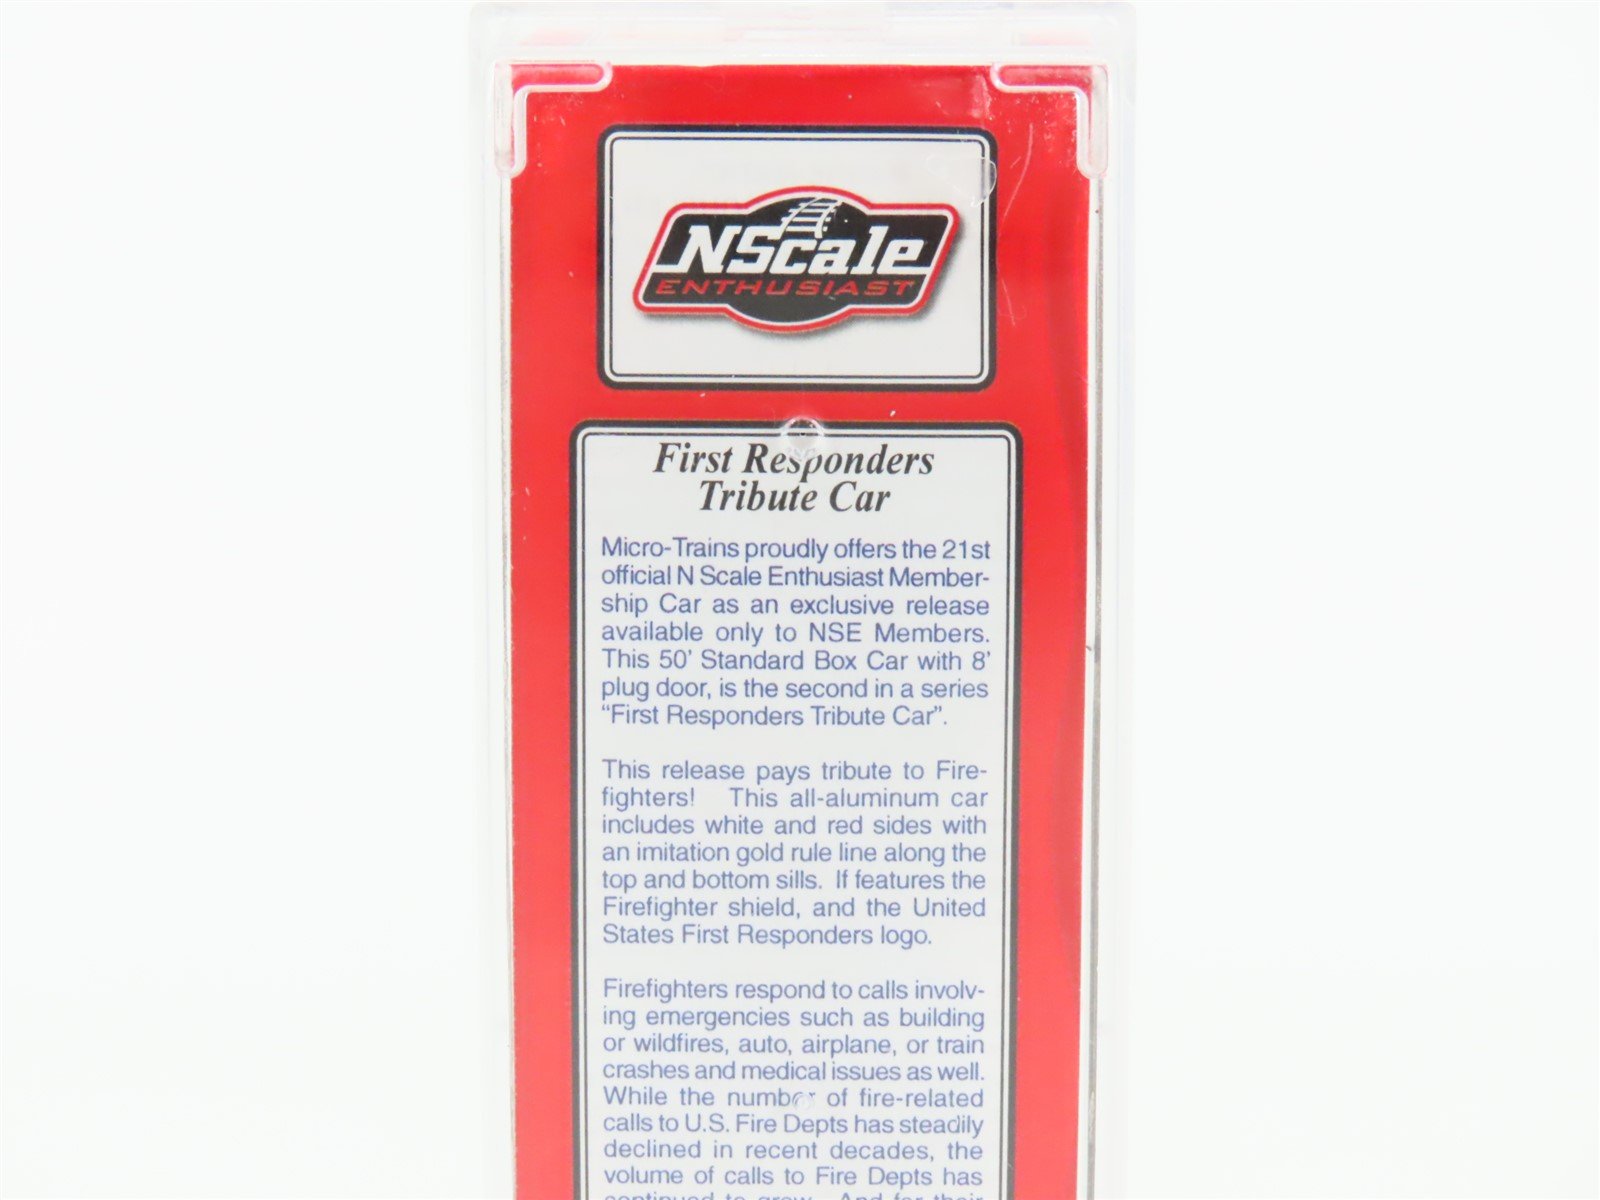 NScale
ENTHUSIAST
First Responders
Tribute Car
Micro-Trains proudly offers the 21st
official N Scale Enthusiast Member-
ship Car as an exclusive release
available only to NSE Members.
This 50' Standard Box Car with 8'
plug door, is the second in a series
“First Responders Tribute Car”.
This release pays tribute to Fire-
fighters! This all-aluminum car
includes white and red sides with
an imitation gold rule line along the
top and bottom sills. If features the
Firefighter shield, and the United
States First Responders logo.
Firefighters respond to calls involv-
ing emergencies such as building
or wildfires, auto, airplane, or train
crashes and medical issues as well.
While the number of fire-related
calls to U.S. Fire Depts has steadily
declined in recent decades, the
volume of calls to Fire Depts has
continued to grow. And for their